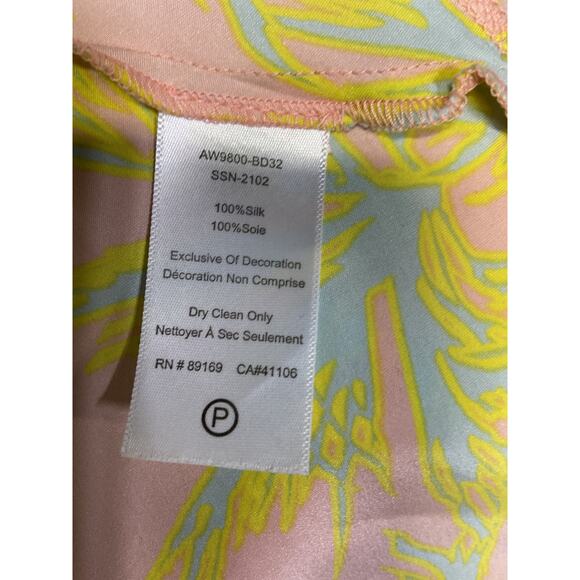 AW9800-BD32
SSN-2102
100%Silk
100%Soie
Exclusive Of Decoration
Décoration Non Comprise
Dry Clean Only
Nettoyer À Sec Seulement
RN # 89169 CA#41106
P